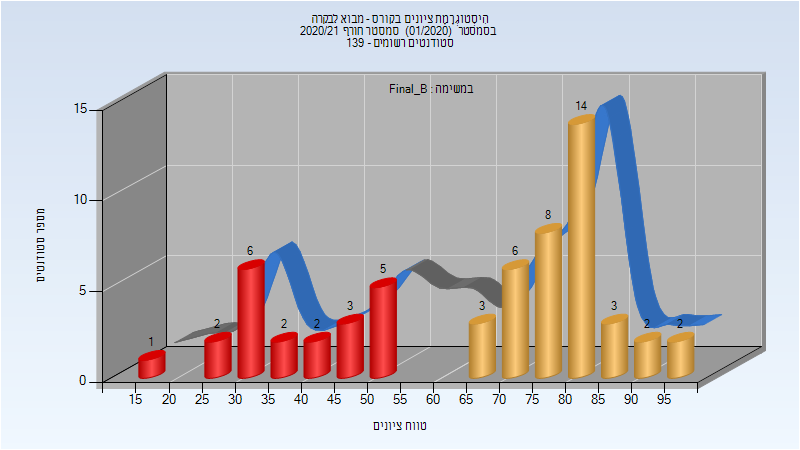 היסטוגרמת ציונים בקורס - מבוא לבקרה
בסמסטר (01/2020) סמסטר חורף 2020/21
סטודנטים רשומים - 139
במשימה : Final_B
מספר סטודנטים
15
10
5
0
1
2
6
2
2
3
5
3
6
8
14
3
2
2
15 20 25 30 35 40 45 50 55 60 65 70 75 80 85 90 95
טווח ציונים